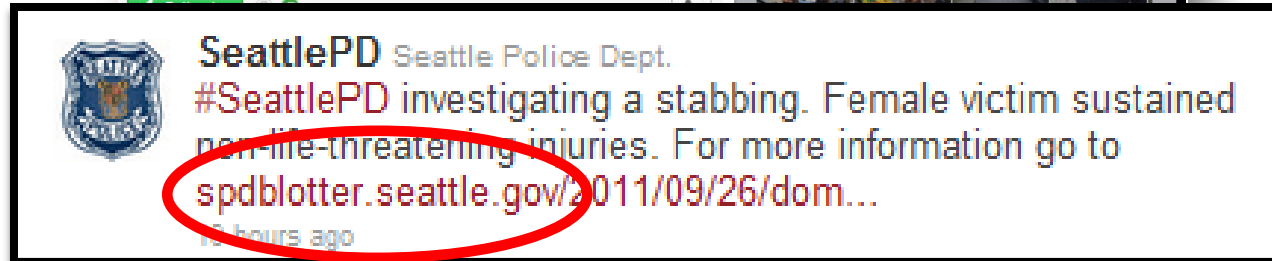 SeattlePD Seattle Police Dept.
#SeattlePD investigating a stabbing. Female victim sustained
non-life-threatening injuries. For more information go to
spdblotter.seattle.gov/2011/09/26/dom...
hours ago